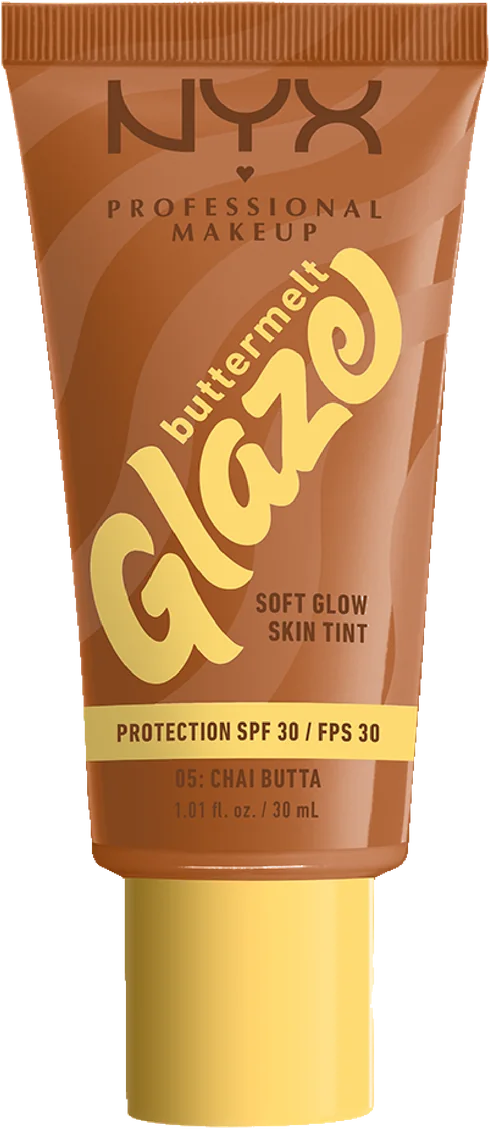 NYX
PROFESSIONAL
MAKEUP
buttermelt
Glaze
SOFT GLOW
SKIN TINT
PROTECTION SPF 30 / FPS 30
05: CHAI BUTTA
1.01 fl. oz. / 30 mL